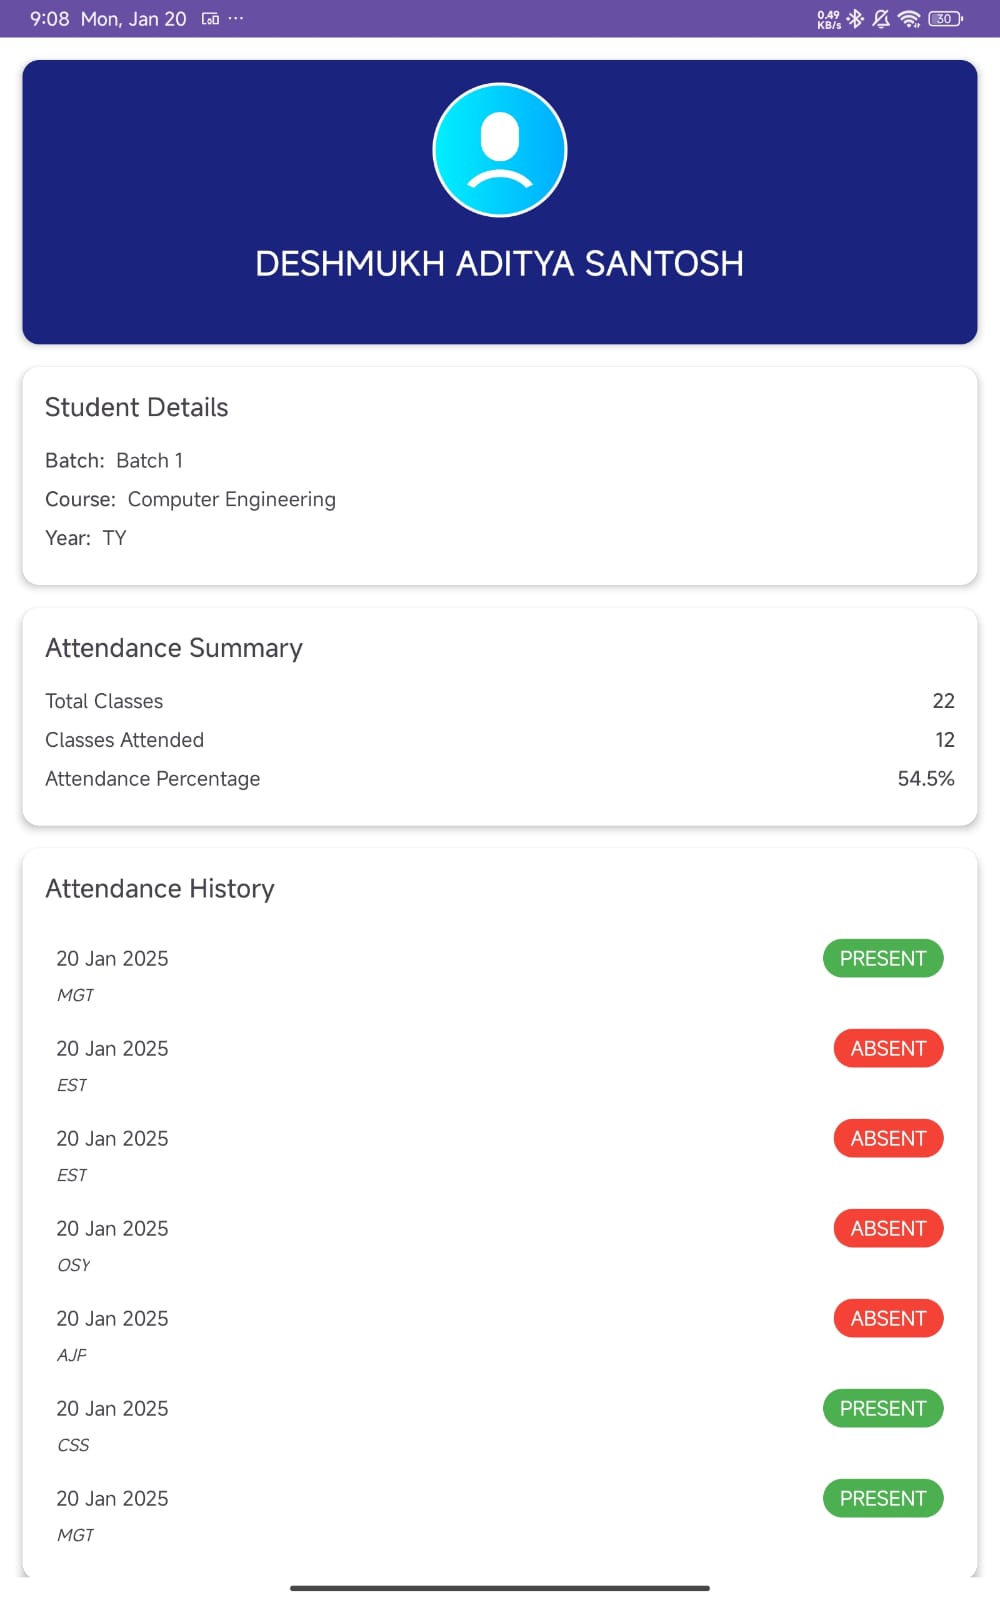 9:08 Mon, Jan 20 ...
0.49 KB/s 30
DESHMUKH ADITYA SANTOSH
Student Details
Batch: Batch 1
Course: Computer Engineering
Year: TY
Attendance Summary
Total Classes 22
Classes Attended 12
Attendance Percentage 54.5%
Attendance History
20 Jan 2025 PRESENT
MGT
20 Jan 2025 ABSENT
EST
20 Jan 2025 ABSENT
EST
20 Jan 2025 ABSENT
OSY
20 Jan 2025 ABSENT
AJP
20 Jan 2025 PRESENT
CSS
20 Jan 2025 PRESENT
MGT